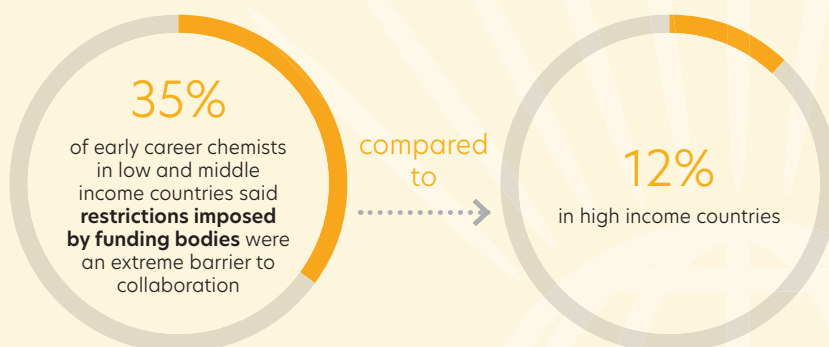 35%
of early career chemists
in low and middle
income countries said
restrictions imposed
by funding bodies were
an extreme barrier to
collaboration
compared
to
12%
in high income countries